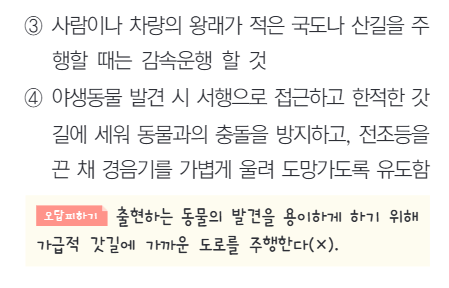 ③ 사람이나 차량의 왕래가 적은 국도나 산길을 주
행할 때는 감속운행 할 것
④ 야생동물 발견 시 서행으로 접근하고 한적한 갓
길에 세워 동물과의 충돌을 방지하고, 전조등을
끈 채 경음기를 가볍게 울려 도망가도록 유도함
오답피하기 출현하는 동물의 발견을 용이하게 하기 위해
가급적 갓길에 가까운 도로를 주행한다(×).